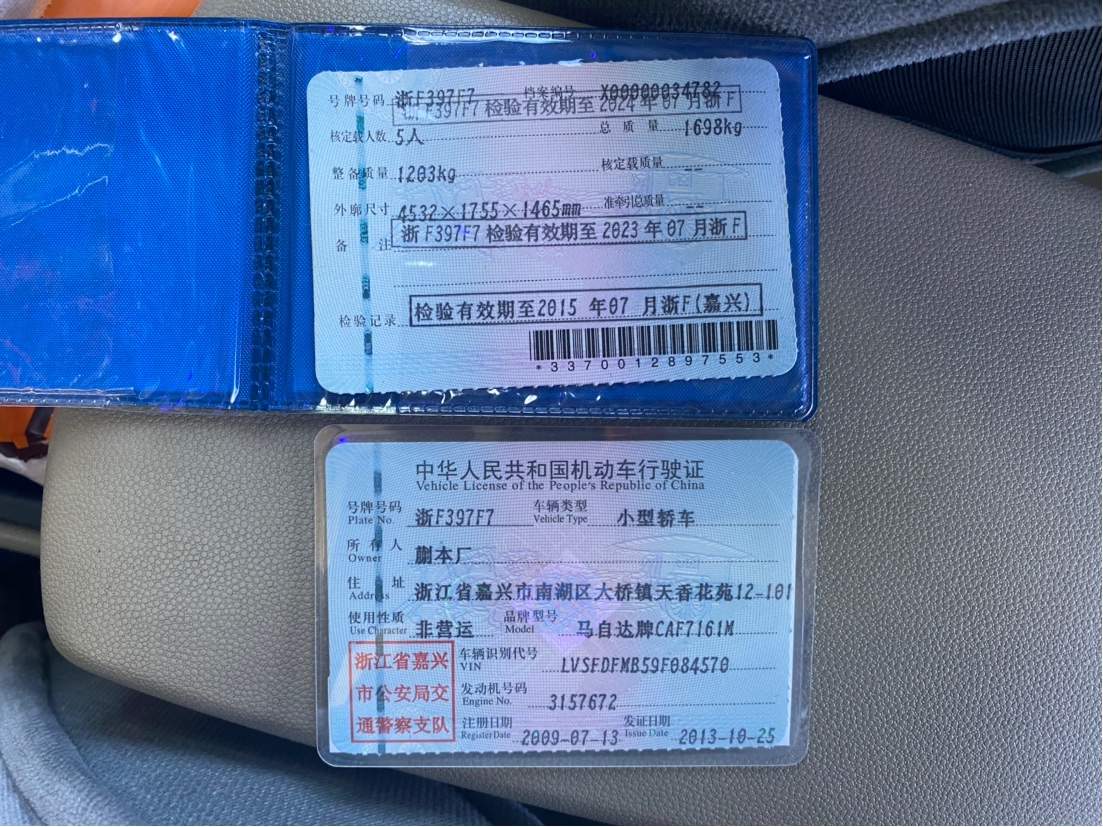 号牌号码 浙F397F7 档案编号 X00000034782
浙F397F7 检验有效期至 2024 年 07 月浙F
核定载人数 5人 总质量 1698kg
整备质量 1203kg 核定载质量 --
外廓尺寸 4532×1755×1465mm 准牵引总质量 --
浙F397F7 检验有效期至 2023 年 07 月浙F
备注
检验记录 检验有效期至2015 年07 月浙F(嘉兴)
*3370012897553*
中华人民共和国机动车行驶证
Vehicle License of the People's Republic of China
号牌号码 浙F397F7 车辆类型 小型轿车
Plate No. Vehicle Type
所有人 蒯本厂
Owner
住址 浙江省嘉兴市南湖区大桥镇天香花苑12-101
Address
使用性质 非营运 品牌型号 马自达牌CAF7161M
Use Character Model
浙江省嘉兴
市公安局交
通警察支队
车辆识别代号 LVSFDFMB59F084570
VIN
发动机号码 3157672
Engine No.
注册日期 2009-07-13 发证日期 2013-10-25
Register Date Issue Date